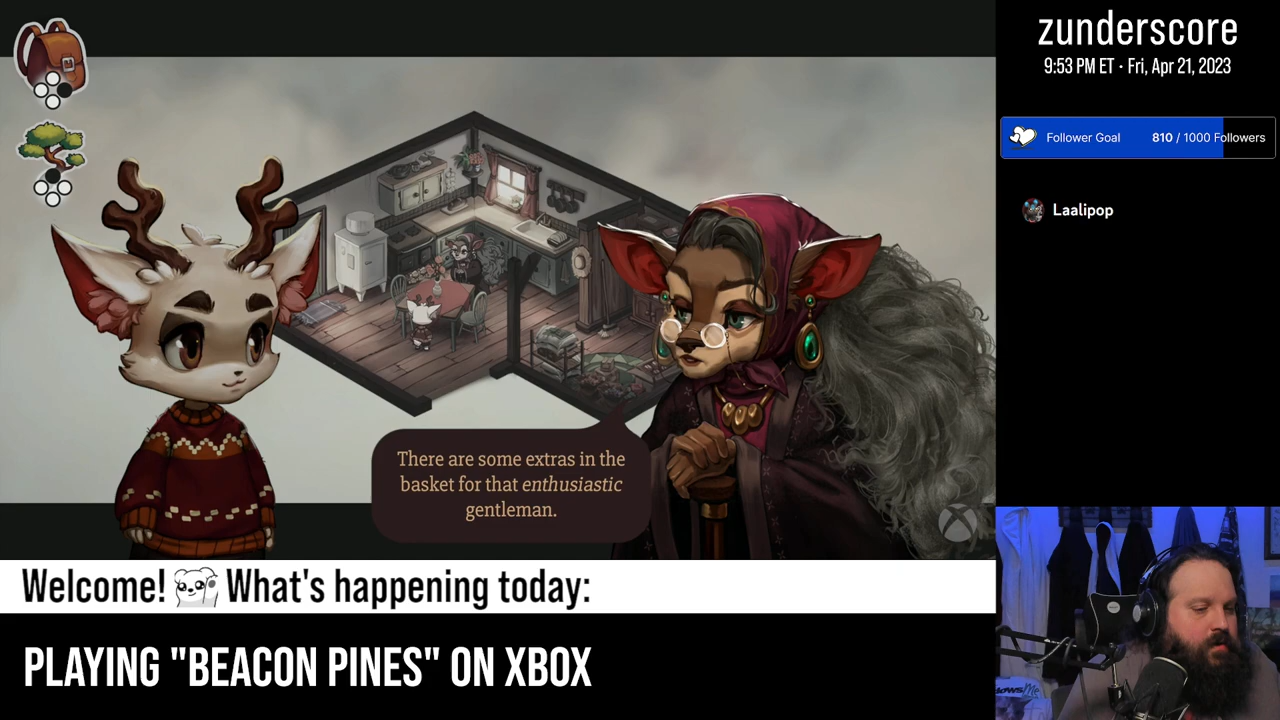 zunderscore
9:53 PM ET · Fri, Apr 21, 2023
Follower Goal 810 / 1000 Followers
Laalipop
There are some extras in the
basket for that enthusiastic
gentleman.
Welcome! What's happening today:
PLAYING "BEACON PINES" ON XBOX